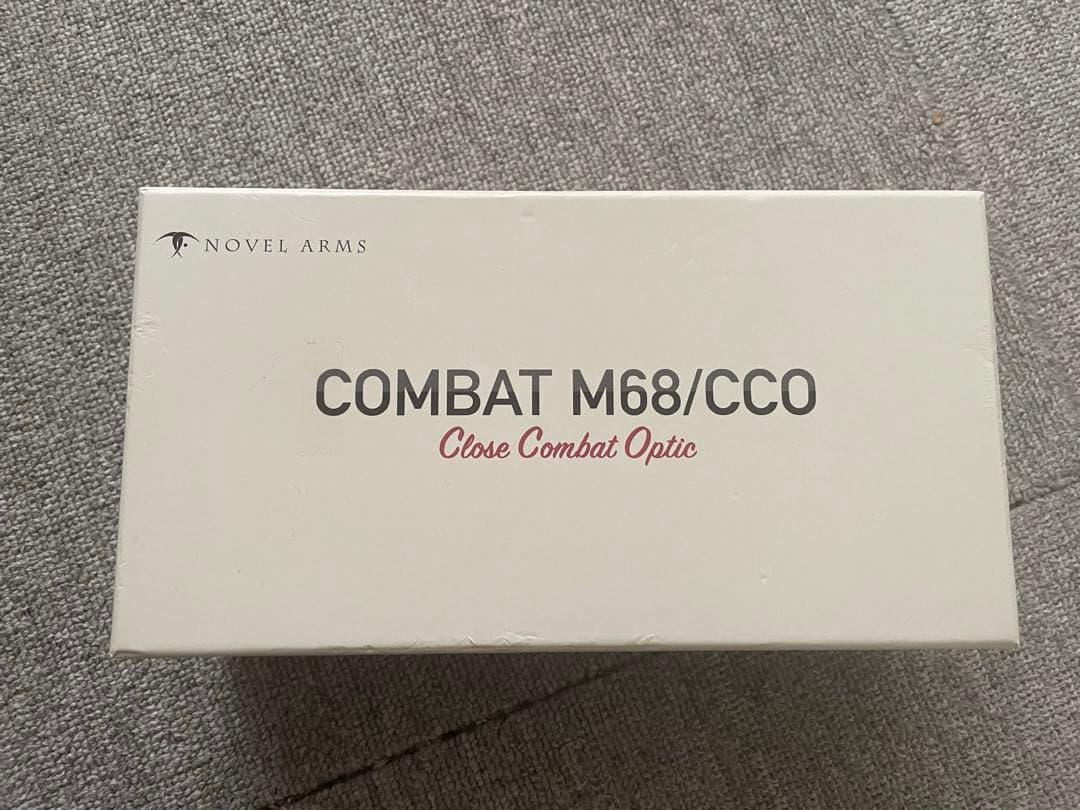 NOVEL ARMS
COMBAT M68/CCO
Close Combat Optic